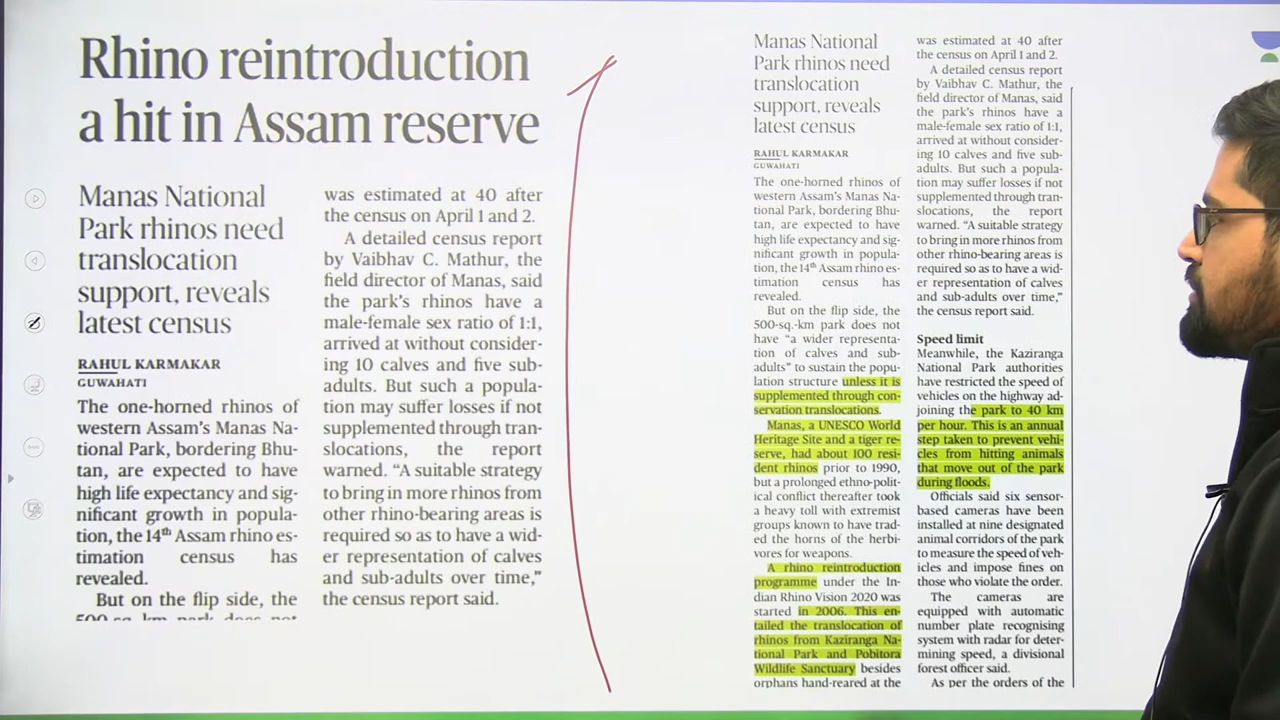 Rhino reintroduction
a hit in Assam reserve
Manas National
Park rhinos need
translocation
support, reveals
latest census
RAHUL KARMAKAR
GUWAHATI
The one-horned rhinos of
western Assam's Manas Na-
tional Park, bordering Bhu-
tan, are expected to have
high life expectancy and sig-
nificant growth in popula-
tion, the 14th Assam rhino es-
timation census has
revealed.
But on the flip side, the
500-sq.-km park does not
was estimated at 40 after
the census on April 1 and 2.
A detailed census report
by Vaibhav C. Mathur, the
field director of Manas, said
the park's rhinos have a
male-female sex ratio of 1:1,
arrived at without consider-
ing 10 calves and five sub-
adults. But such a popula-
tion may suffer losses if not
supplemented through tran-
slocations, the report
warned. “A suitable strategy
to bring in more rhinos from
other rhino-bearing areas is
required so as to have a wid-
er representation of calves
and sub-adults over time,”
the census report said.
Manas National
Park rhinos need
translocation
support, reveals
latest census
RAHUL KARMAKAR
GUWAHATI
The one-horned rhinos of
western Assam's Manas Na-
tional Park, bordering Bhu-
tan, are expected to have
high life expectancy and sig-
nificant growth in popula-
tion, the 14th Assam rhino es-
timation census has
revealed.
But on the flip side, the
500-sq.-km park does not
have “a wider representa-
tion of calves and sub-
adults” to sustain the popu-
lation structure unless it is
supplemented through con-
servation translocations.
Manas, a UNESCO World
Heritage Site and a tiger re-
serve, had about 100 resi-
dent rhinos prior to 1990,
but a prolonged ethno-polit-
ical conflict thereafter took
a heavy toll with extremist
groups known to have trad-
ed the horns of the herbi-
vores for weapons.
A rhino reintroduction
programme under the In-
dian Rhino Vision 2020 was
started in 2006. This en-
tailed the translocation of
rhinos from Kaziranga Na-
tional Park and Pobitora
Wildlife Sanctuary besides
orphans hand-reared at the
was estimated at 40 after
the census on April 1 and 2.
A detailed census report
by Vaibhav C. Mathur, the
field director of Manas, said
the park's rhinos have a
male-female sex ratio of 1:1,
arrived at without consider-
ing 10 calves and five sub-
adults. But such a popula-
tion may suffer losses if not
supplemented through tran-
slocations, the report
warned. “A suitable strategy
to bring in more rhinos from
other rhino-bearing areas is
required so as to have a wid-
er representation of calves
and sub-adults over time,”
the census report said.
Speed limit
Meanwhile, the Kaziranga
National Park authorities
have restricted the speed of
vehicles on the highway ad-
joining the park to 40 km
per hour. This is an annual
step taken to prevent vehi-
cles from hitting animals
that move out of the park
during floods.
Officials said six sensor-
based cameras have been
installed at nine designated
animal corridors of the park
to measure the speed of veh-
icles and impose fines on
those who violate the order.
The cameras are
equipped with automatic
number plate recognising
system with radar for deter-
mining speed, a divisional
forest officer said.
As per the orders of the